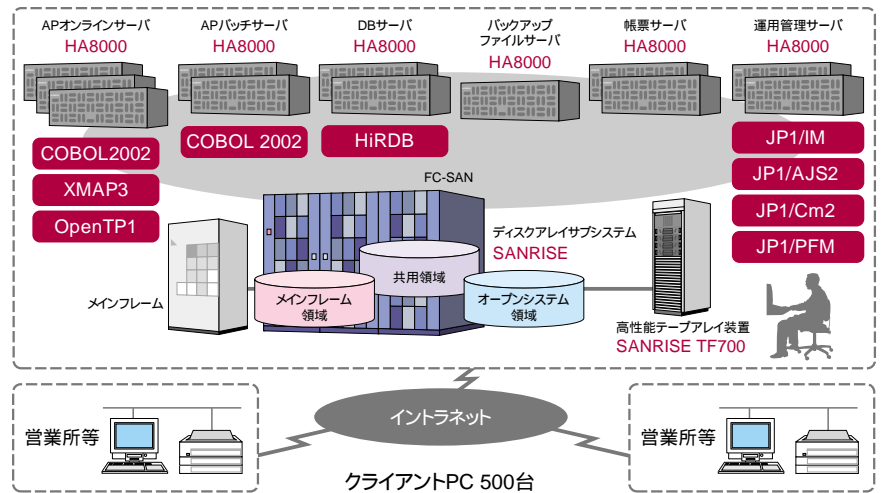 APオンラインサーバ
HA8000
APバッチサーバ
HA8000
DBサーバ
HA8000
バックアップ
ファイルサーバ
HA8000
帳票サーバ
HA8000
運用管理サーバ
HA8000
COBOL2002
XMAP3
OpenTP1
COBOL 2002
HiRDB
JP1/IM
JP1/AJS2
JP1/Cm2
JP1/PFM
FC-SAN
ディスクアレイサブシステム
SANRISE
メインフレーム
メインフレーム
領域
共用領域
オープンシステム
領域
高性能テープアレイ装置
SANRISE TF700
営業所等
イントラネット
営業所等
クライアントPC 500台